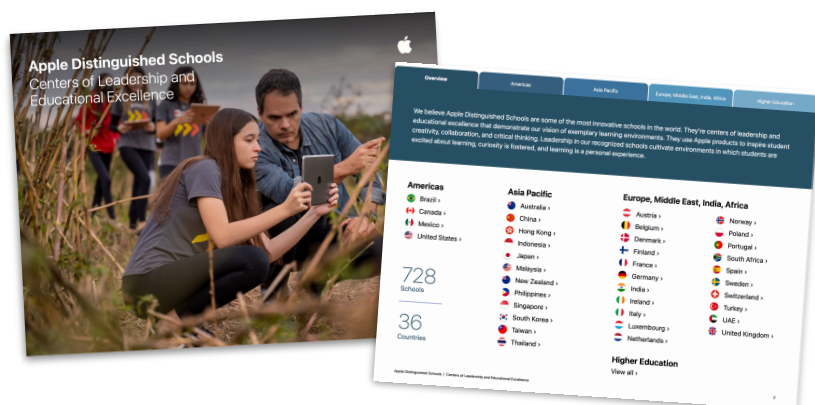 Apple Distinguished Schools
Centers of Leadership and
Educational Excellence
Overview
Americas
Asia Pacific
Europe, Middle East, India, Africa
Higher Education
We believe Apple Distinguished Schools are some of the most innovative schools in the world. They're centers of leadership and
educational excellence that demonstrate our vision of exemplary learning environments. They use Apple products to inspire student
creativity, collaboration, and critical thinking. Leadership in our recognized schools cultivate environments in which students are
excited about learning, curiosity is fostered, and learning is a personal experience.
Americas
Brazil ›
Canada ›
Mexico ›
United States ›
728
Schools
36
Countries
Asia Pacific
Australia ›
China ›
Hong Kong ›
Indonesia ›
Japan ›
Malaysia ›
New Zealand ›
Philippines ›
Singapore ›
South Korea ›
Taiwan ›
Thailand ›
Europe, Middle East, India, Africa
Austria ›
Belgium ›
Denmark ›
Finland ›
France ›
Germany ›
India ›
Ireland ›
Italy ›
Luxembourg ›
Netherlands ›
Norway ›
Poland ›
Portugal ›
South Africa ›
Spain ›
Sweden ›
Switzerland ›
Turkey ›
UAE ›
United Kingdom ›
Higher Education
View all ›
Apple Distinguished Schools | Centers of Leadership and Educational Excellence